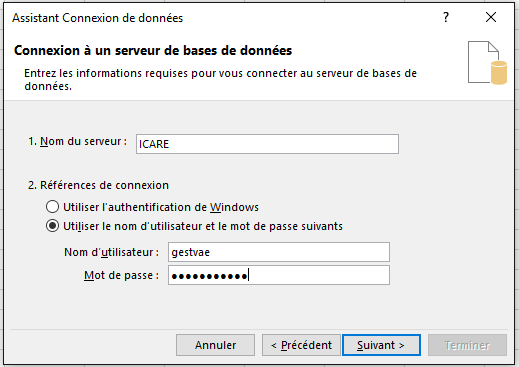 Assistant Connexion de données
Connexion à un serveur de bases de données
Entrez les informations requises pour vous connecter au serveur de bases de
données.
1. Nom du serveur : ICARE
2. Références de connexion
Utiliser l'authentification de Windows
Utiliser le nom d'utilisateur et le mot de passe suivants
Nom d'utilisateur : gestvae
Mot de passe : ●●●●●●●●●●●
Annuler < Précédent Suivant > Terminer